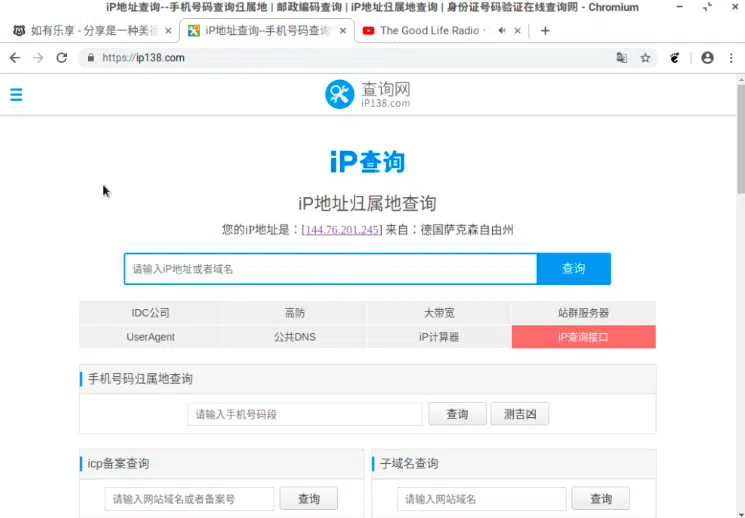 iP地址查询--手机号码查询归属地 | 邮政编码查询 | iP地址归属地查询 | 身份证号码验证在线查询网 - Chromium
如有乐享 - 分享是一种美德
iP地址查询--手机号码查询
The Good Life Radio
https://ip138.com
查询网
iP138.com
iP查询
iP地址归属地查询
您的iP地址是：[144.76.201.245] 来自：德国萨克森自由州
请输入iP地址或者域名 查询
IDC公司 高防 大带宽 站群服务器
UserAgent 公共DNS iP计算器 iP查询接口
手机号码归属地查询
请输入手机号码段 查询 测吉凶
icp备案查询 子域名查询
请输入网站域名或者备案号 查询 请输入网站域名 查询